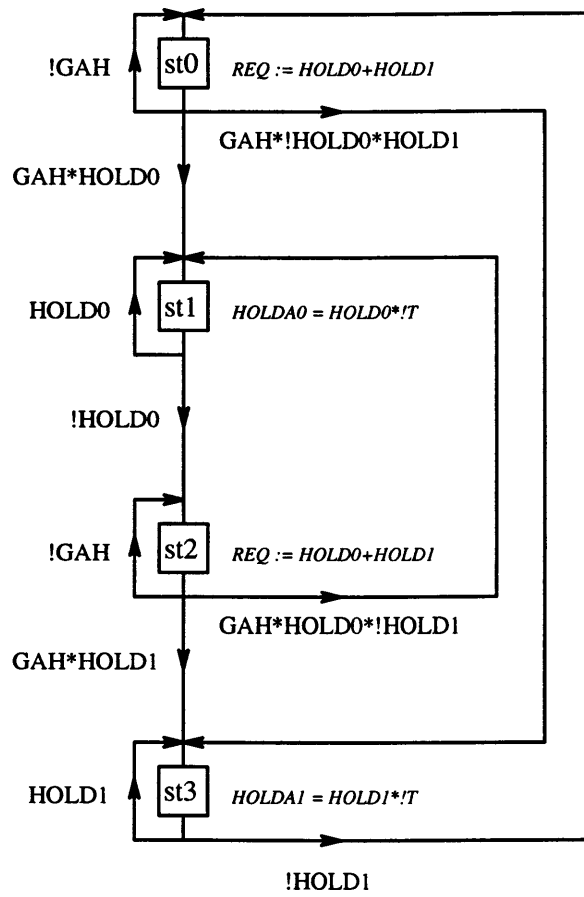 !GAH
st0
REQ := HOLD0+HOLD1
GAH*!HOLD0*HOLD1
GAH*HOLD0
HOLD0
st1
HOLDA0 = HOLD0*!T
!HOLD0
!GAH
st2
REQ := HOLD0+HOLD1
GAH*HOLD0*!HOLD1
GAH*HOLD1
HOLD1
st3
HOLDA1 = HOLD1*!T
!HOLD1